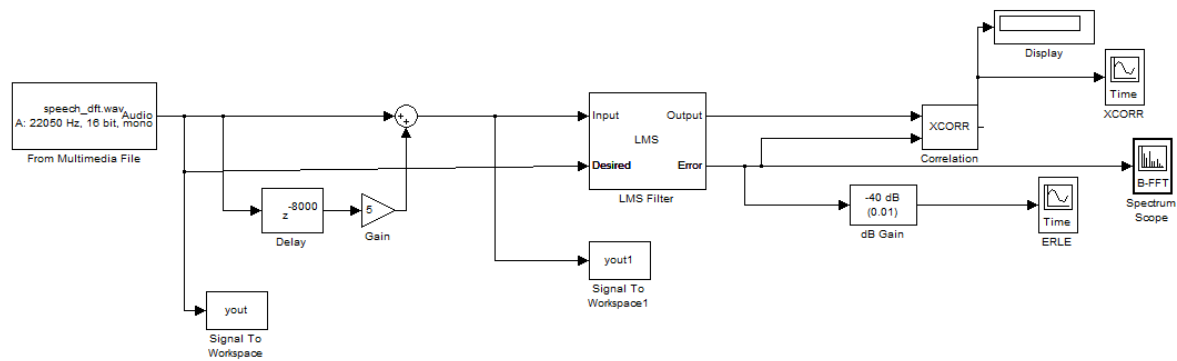 speech_dft.wav
A: 22050 Hz, 16 bit, mono
Audio
From Multimedia File
-8000
z
Delay
5
Gain
+
+
yout
Signal To
Workspace
Input
Output
LMS
Desired
Error
LMS Filter
yout1
Signal To
Workspace1
XCORR
Correlation
Display
Time
XCORR
B-FFT
Spectrum
Scope
-40 dB
(0.01)
dB Gain
Time
ERLE